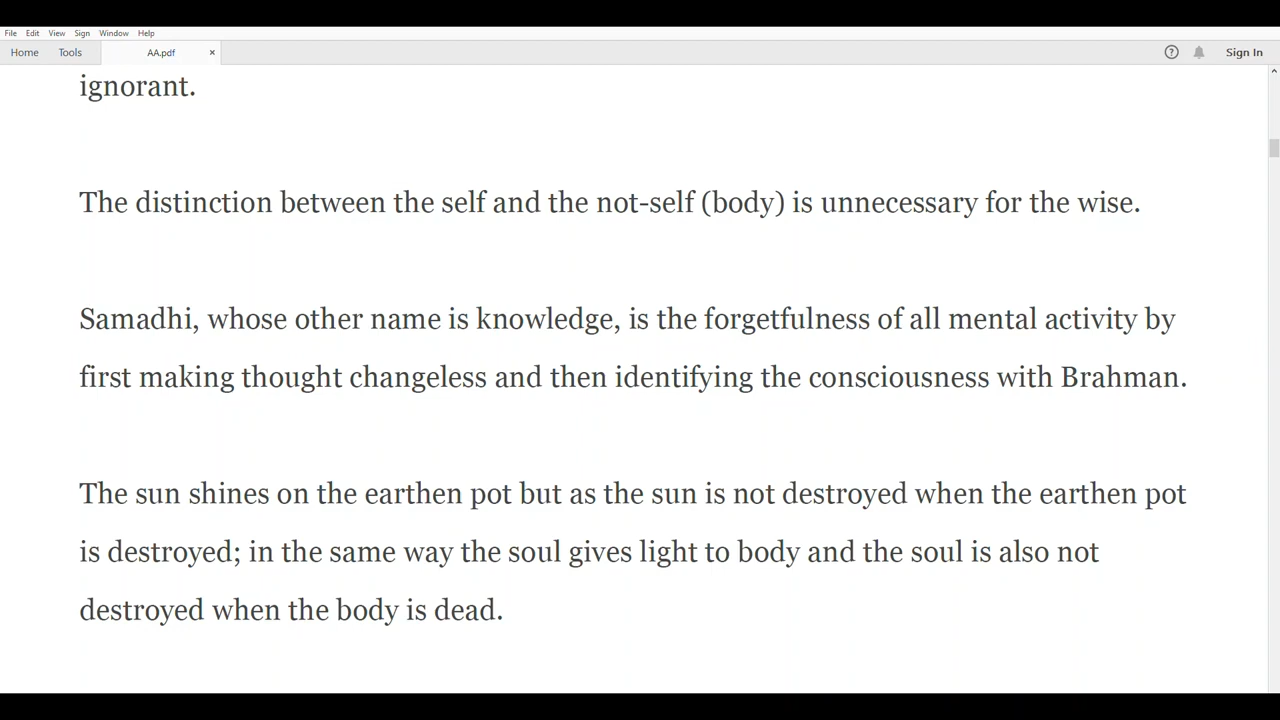 File Edit View Sign Window Help
Home Tools AA.pdf × ? Sign In
ignorant.
The distinction between the self and the not-self (body) is unnecessary for the wise.
Samadhi, whose other name is knowledge, is the forgetfulness of all mental activity by
first making thought changeless and then identifying the consciousness with Brahman.
The sun shines on the earthen pot but as the sun is not destroyed when the earthen pot
is destroyed; in the same way the soul gives light to body and the soul is also not
destroyed when the body is dead.